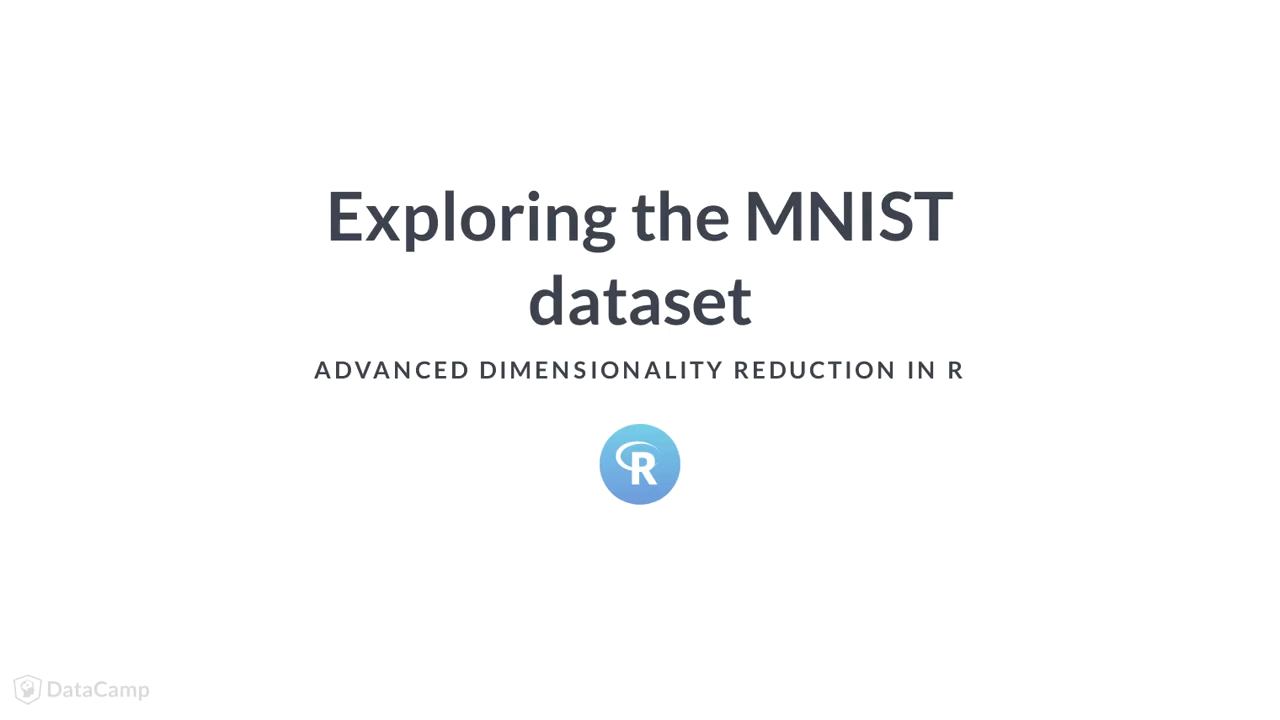 Exploring the MNIST
dataset
ADVANCED DIMENSIONALITY REDUCTION IN R
R
DataCamp